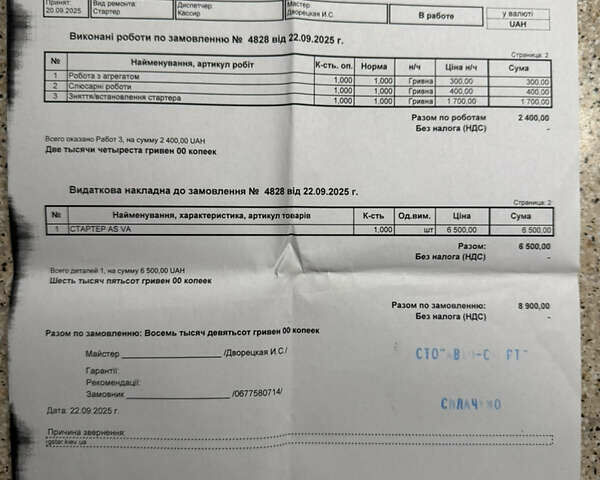 Принят:
20.09.2025
Вид ремонта:
Стартер
Диспетчер
Кассир
Мастер
Дворецкая И.С.
В работе
у валюті
UAH
Виконані роботи по замовленню № 4828 від 22.09.2025 г.
Страница: 2
№ Найменування, артикул робіт К-сть. оп. Норма н/ч Ціна н/ч Сума
1 Робота з агрегатом 1,000 1,000 Гривна 300.00 300,00
2 Слюсарні роботи 1,000 1,000 Гривна 400,00 400,00
3 Зняття/встановлення стартера 1,000 1,000 Гривна 1 700,00 1 700,00
Разом по роботам 2 400,00
Без налога (НДС) -
Всего оказано Работ 3, на сумму 2 400,00 UAH
Две тысячи четыреста гривен 00 копеек
Видаткова накладна до замовлення № 4828 від 22.09.2025 г.
Страница: 2
№ Найменування, характеристика, артикул товарів К-сть Од.вим. Ціна Сума
1 СТАРТЕР AS VA 1,000 шт 6 500,00 6 500,00
Разом: 6 500,00
Без налога (НДС) -
Всего деталей 1, на сумму 6 500,00 UAH
Шесть тысяч пятьсот гривен 00 копеек
Разом по замовленню: 8 900,00
Без налога (НДС) -
Разом по замовленню: Восемь тысяч девятьсот гривен 00 копеек
Майстер /Дворецкая И.С/
СТО
Гарантії:
Рекомендації:
Замовник /0677580714/
Дата: 22.09.2025 г.
Причина звернення: